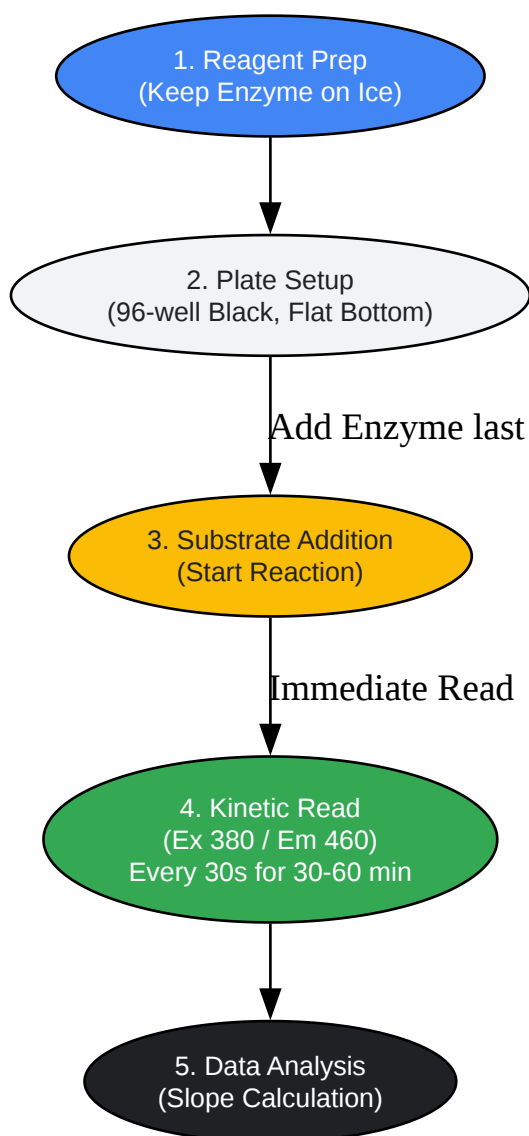 1. Reagent Prep
(Keep Enzyme on Ice)
2. Plate Setup
(96-well Black, Flat Bottom)
Add Enzyme last
3. Substrate Addition
(Start Reaction)
Immediate Read
4. Kinetic Read
(Ex 380 / Em 460)
Every 30s for 30-60 min
5. Data Analysis
(Slope Calculation)